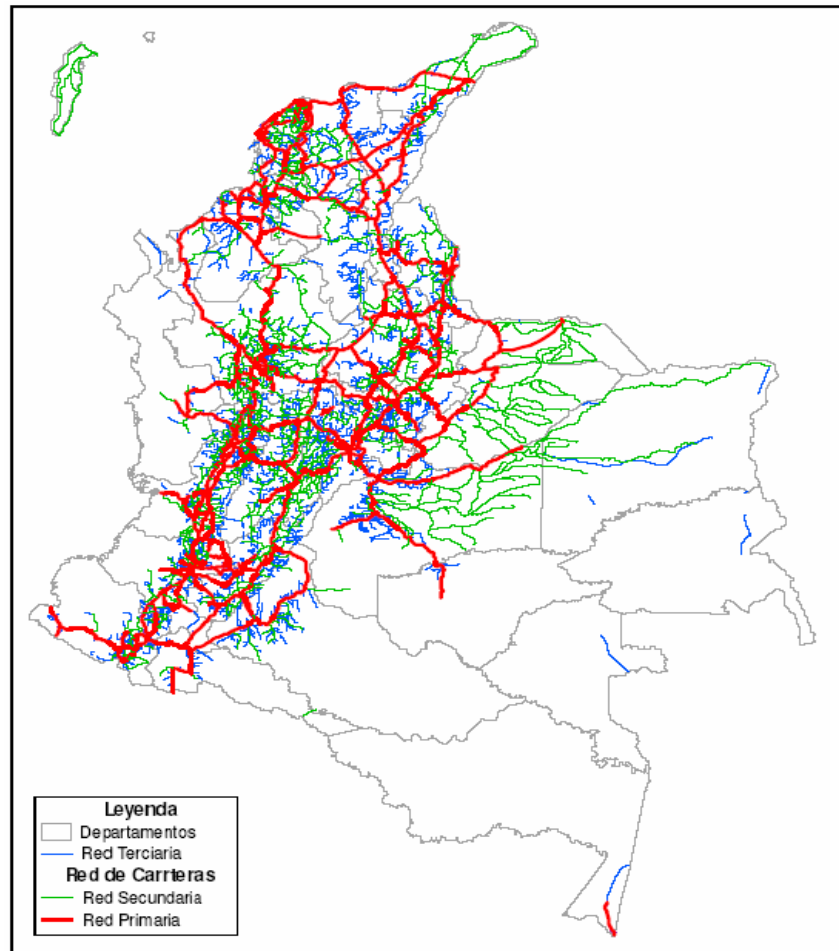 Leyenda
Departamentos
Red Terciaria
Red de Carrteras
Red Secundaria
Red Primaria